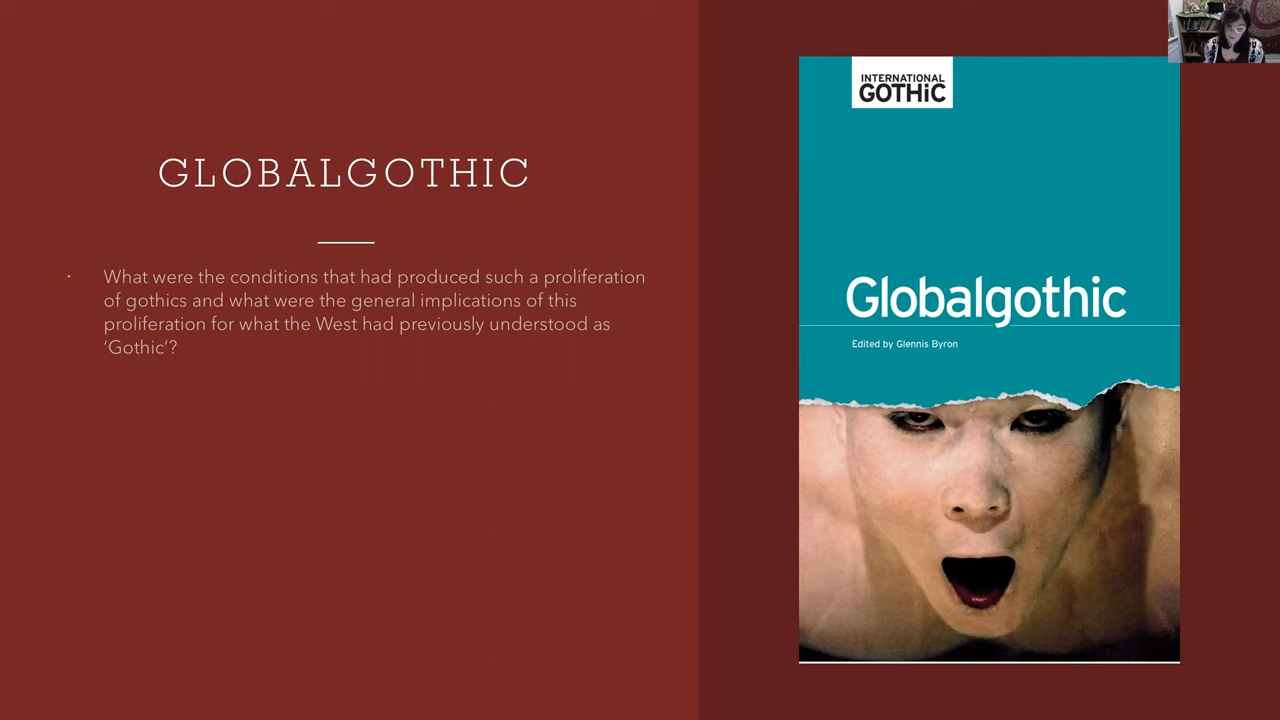 GLOBALGOTHIC
• What were the conditions that had produced such a proliferation
of gothics and what were the general implications of this
proliferation for what the West had previously understood as
‘Gothic’?
INTERNATIONAL
GOTHiC
Globalgothic
Edited by Glennis Byron